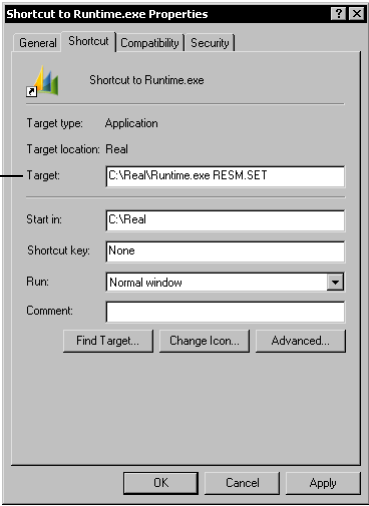 Shortcut to Runtime.exe Properties
General Shortcut Compatibility Security
Shortcut to Runtime.exe
Target type: Application
Target location: Real
Target: C:\Real\Runtime.exe RESM.SET
Start in: C:\Real
Shortcut key: None
Run: Normal window
Comment:
Find Target... Change Icon... Advanced...
OK Cancel Apply